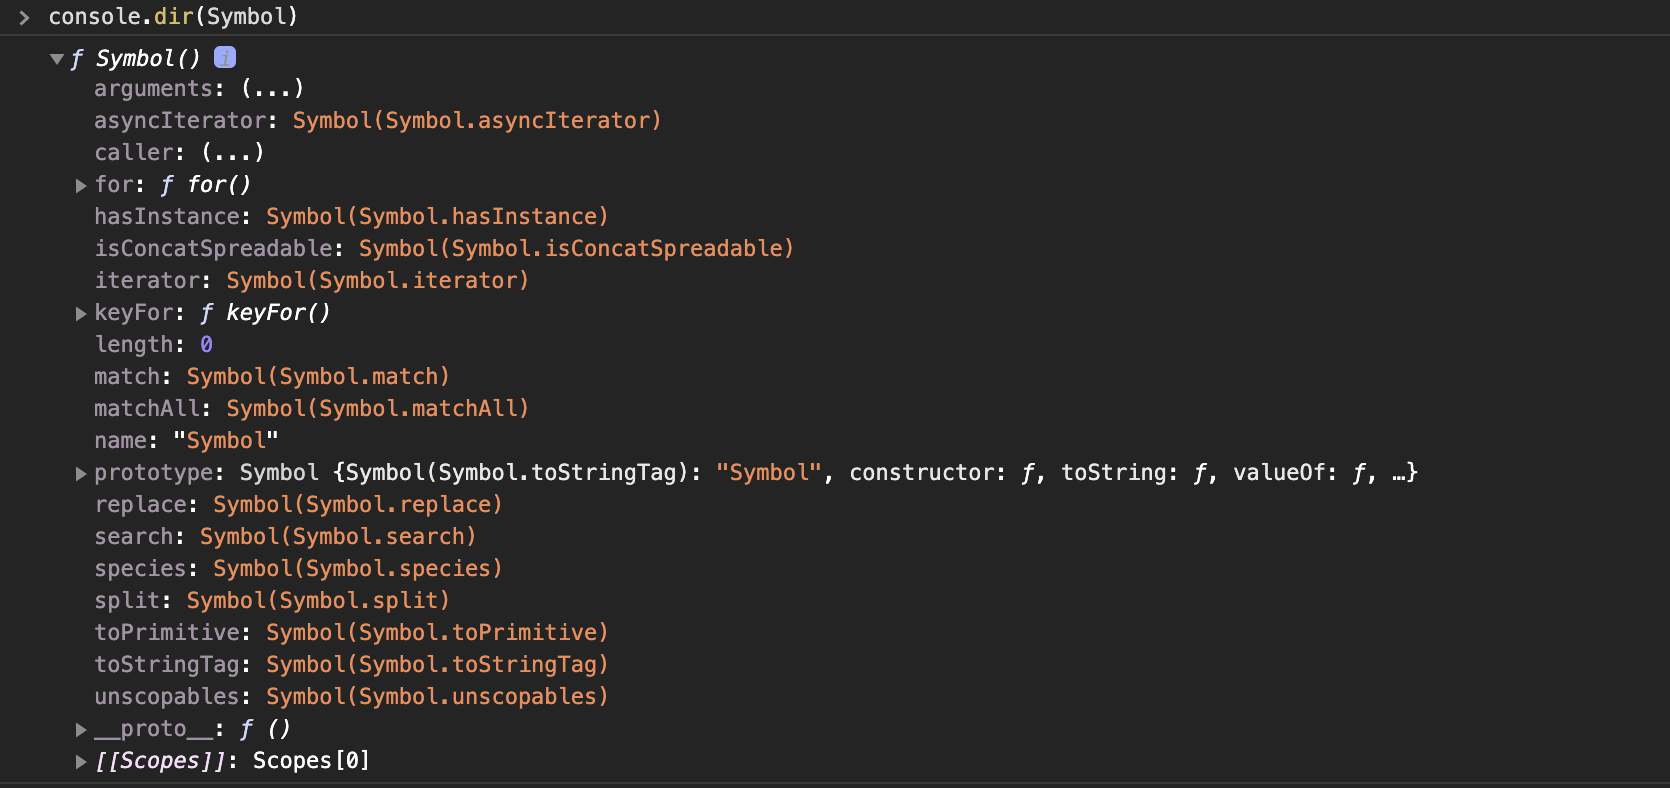 > console.dir(Symbol)
▼ƒ Symbol() i
arguments: (...)
asyncIterator: Symbol(Symbol.asyncIterator)
caller: (...)
▶for: ƒ for()
hasInstance: Symbol(Symbol.hasInstance)
isConcatSpreadable: Symbol(Symbol.isConcatSpreadable)
iterator: Symbol(Symbol.iterator)
▶keyFor: ƒ keyFor()
length: 0
match: Symbol(Symbol.match)
matchAll: Symbol(Symbol.matchAll)
name: "Symbol"
▶prototype: Symbol {Symbol(Symbol.toStringTag): "Symbol", constructor: ƒ, toString: ƒ, valueOf: ƒ, …}
replace: Symbol(Symbol.replace)
search: Symbol(Symbol.search)
species: Symbol(Symbol.species)
split: Symbol(Symbol.split)
toPrimitive: Symbol(Symbol.toPrimitive)
toStringTag: Symbol(Symbol.toStringTag)
unscopables: Symbol(Symbol.unscopables)
▶__proto__: ƒ ()
▶[[Scopes]]: Scopes[0]